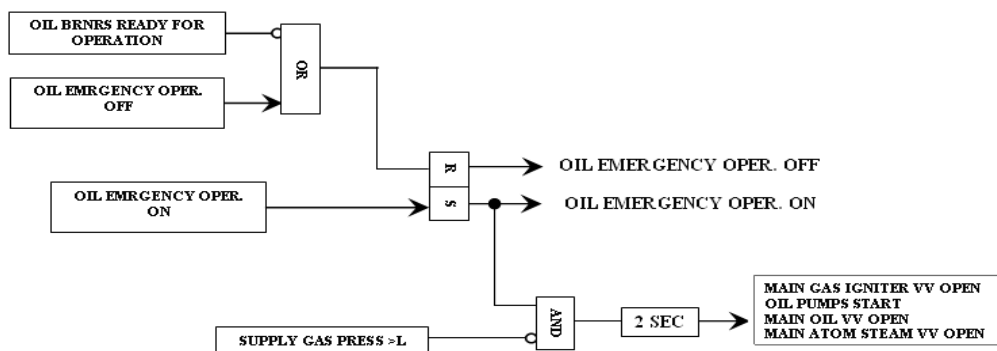 OIL BRNRS READY FOR
OPERATION
OR
OIL EMRGENCY OPER.
OFF
R
OIL EMERGENCY OPER. OFF
OIL EMRGENCY OPER.
ON
S
OIL EMERGENCY OPER. ON
SUPPLY GAS PRESS >L
AND
2 SEC
MAIN GAS IGNITER VV OPEN
OIL PUMPS START
MAIN OIL VV OPEN
MAIN ATOM STEAM VV OPEN